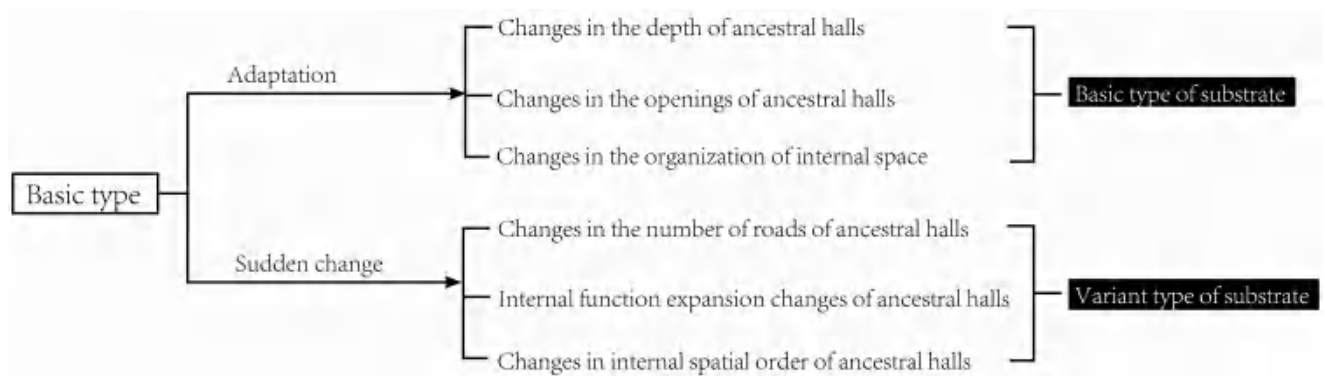 Changes in the depth of ancestral halls
Adaptation
Changes in the openings of ancestral halls
Basic type of substrate
Changes in the organization of internal space
Basic type
Changes in the number of roads of ancestral halls
Sudden change
Internal function expansion changes of ancestral halls
Variant type of substrate
Changes in internal spatial order of ancestral halls